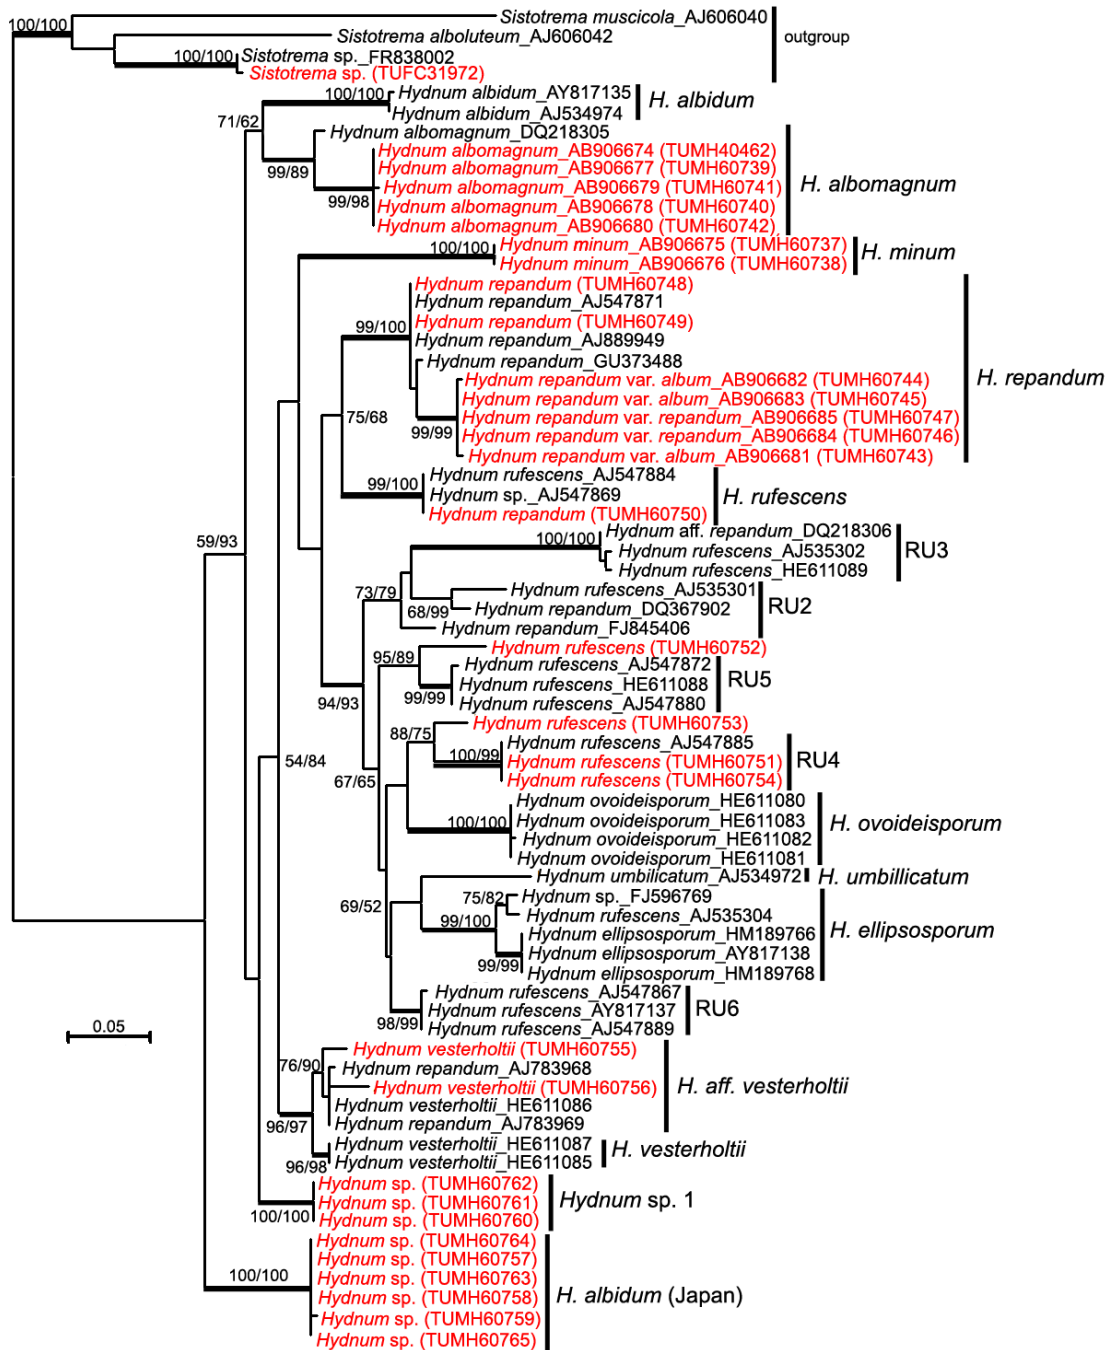 100/100
Sistotrema muscicola_AJ606040
Sistotrema alboluteum_AJ606042
outgroup
100/100
Sistotrema sp._FR838002
Sistotrema sp. (TUFC31972)
100/100
Hydnum albidum_AY817135
H. albidum
Hydnum albidum_AJ534974
71/62
Hydnum albomagnum_DQ218305
Hydnum albomagnum_AB906674 (TUMH40462)
99/89
Hydnum albomagnum_AB906677 (TUMH60739)
Hydnum albomagnum_AB906679 (TUMH60741)
H. albomagnum
99/98
Hydnum albomagnum_AB906678 (TUMH60740)
Hydnum albomagnum_AB906680 (TUMH60742)
100/100
Hydnum minum_AB906675 (TUMH60737)
H. minum
Hydnum minum_AB906676 (TUMH60738)
Hydnum repandum (TUMH60748)
Hydnum repandum_AJ547871
99/100
Hydnum repandum (TUMH60749)
Hydnum repandum_AJ889949
Hydnum repandum_GU373488
H. repandum
Hydnum repandum var. album_AB906682 (TUMH60744)
Hydnum repandum var. album_AB906683 (TUMH60745)
75/68
Hydnum repandum var. repandum_AB906685 (TUMH60747)
99/99
Hydnum repandum var. repandum_AB906684 (TUMH60746)
Hydnum repandum var. album_AB906681 (TUMH60743)
Hydnum rufescens_AJ547884
99/100
Hydnum sp._AJ547869
H. rufescens
Hydnum repandum (TUMH60750)
59/93
100/100
Hydnum aff. repandum_DQ218306
Hydnum rufescens_AJ535302
RU3
Hydnum rufescens_HE611089
73/79
Hydnum rufescens_AJ535301
68/99
Hydnum repandum_DQ367902
RU2
Hydnum repandum_FJ845406
95/89
Hydnum rufescens (TUMH60752)
Hydnum rufescens_AJ547872
94/93
Hydnum rufescens_HE611088
RU5
99/99
Hydnum rufescens_AJ547880
88/75
Hydnum rufescens (TUMH60753)
100/99
Hydnum rufescens_AJ547885
54/84
Hydnum rufescens (TUMH60751)
RU4
67/65
Hydnum rufescens (TUMH60754)
Hydnum ovoideisporum_HE611080
100/100
Hydnum ovoideisporum_HE611083
H. ovoideisporum
Hydnum ovoideisporum_HE611082
Hydnum ovoideisporum_HE611081
Hydnum umbilicatum_AJ534972
H. umbillicatum
75/82
Hydnum sp._FJ596769
69/52
99/100
Hydnum rufescens_AJ535304
Hydnum ellipsosporum_HM189766
H. ellipsosporum
Hydnum ellipsosporum_AY817138
99/99
Hydnum ellipsosporum_HM189768
Hydnum rufescens_AJ547867
Hydnum rufescens_AY817137
RU6
98/99
Hydnum rufescens_AJ547889
0.05
Hydnum vesterholtii (TUMH60755)
76/90
Hydnum repandum_AJ783968
Hydnum vesterholtii (TUMH60756)
H. aff. vesterholtii
Hydnum vesterholtii_HE611086
96/97
Hydnum repandum_AJ783969
Hydnum vesterholtii_HE611087
H. vesterholtii
96/98
Hydnum vesterholtii_HE611085
Hydnum sp. (TUMH60762)
Hydnum sp. (TUMH60761)
Hydnum sp. 1
100/100
Hydnum sp. (TUMH60760)
Hydnum sp. (TUMH60764)
Hydnum sp. (TUMH60757)
100/100
Hydnum sp. (TUMH60763)
Hydnum sp. (TUMH60758)
H. albidum (Japan)
Hydnum sp. (TUMH60759)
Hydnum sp. (TUMH60765)